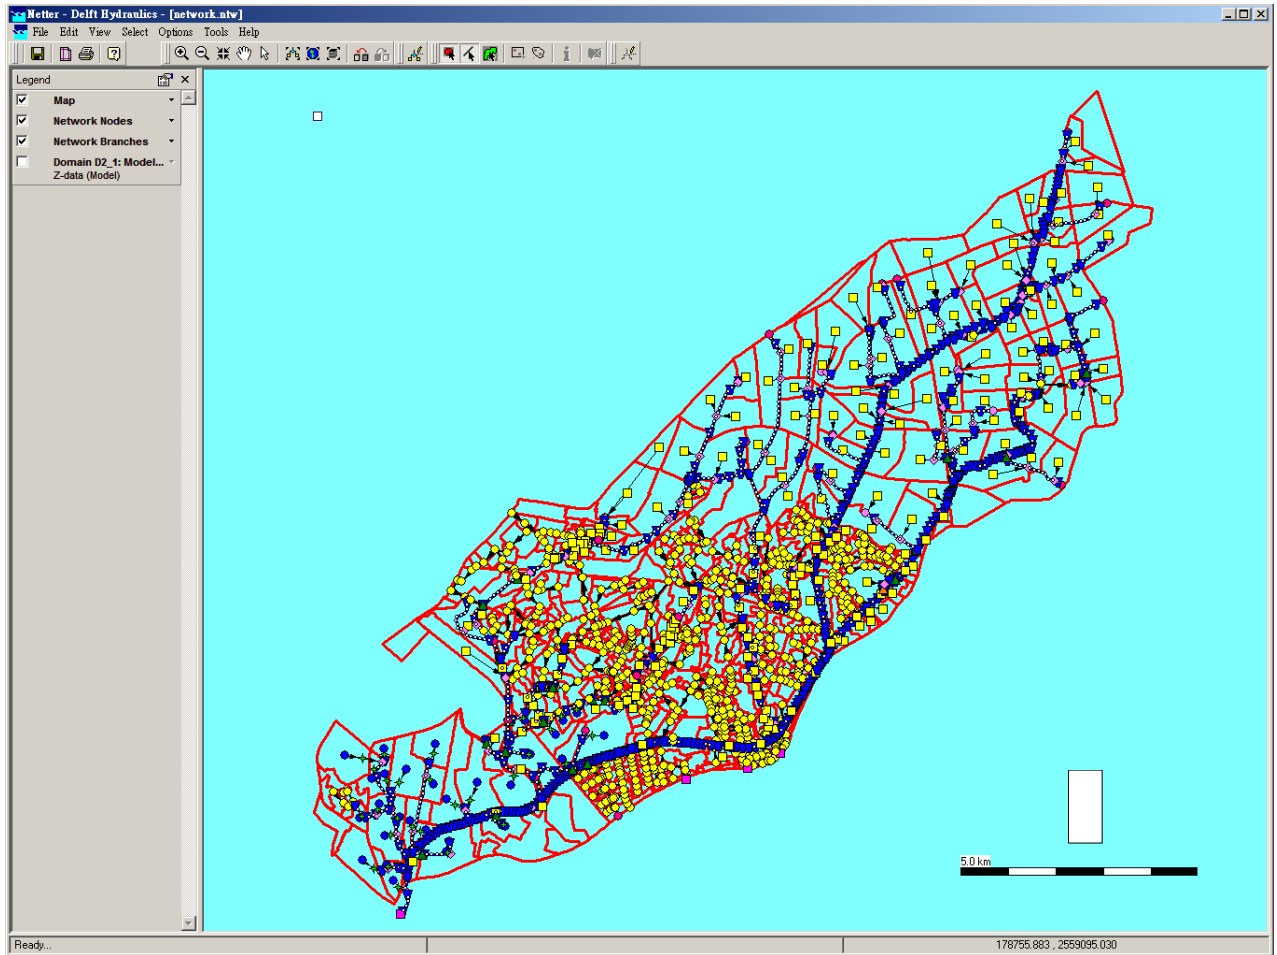 Netter - Delft Hydraulics - [network.ntw]
File Edit View Select Options Tools Help
Legend
Map
Network Nodes
Network Branches
Domain D2_1: Model...
Z-data (Model)
5.0 km
Ready...
178755.883 , 2559095.030